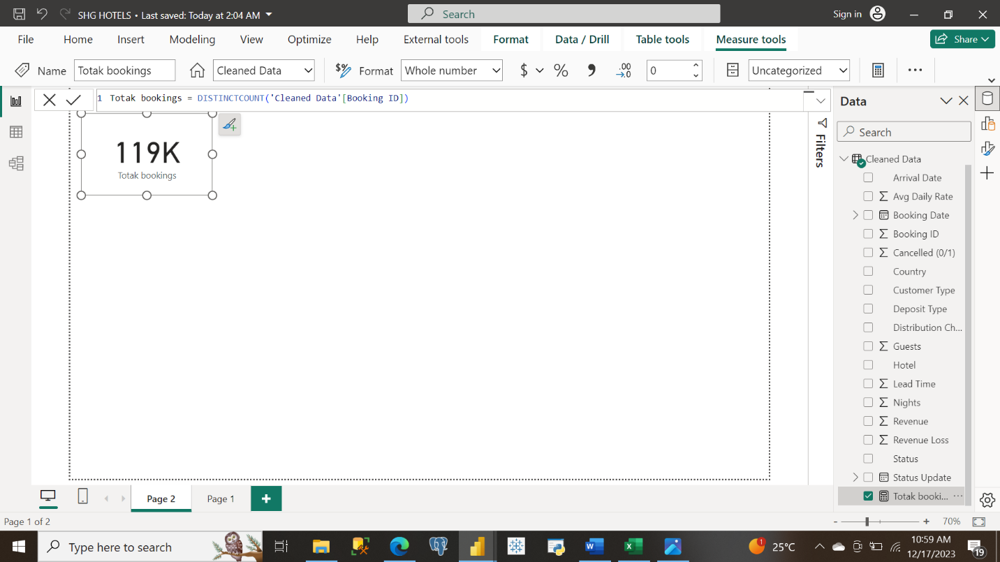 SHG HOTELS • Last saved: Today at 2:04 AM
Search
Sign in
File Home Insert Modeling View Optimize Help External tools Format Data / Drill Table tools Measure tools
Share
Name Totak bookings Cleaned Data $% Format Whole number $ % , .00 →.0 0 Uncategorized
1 Totak bookings = DISTINCTCOUNT('Cleaned Data'[Booking ID])
119K
Totak bookings
Filters
Data
Search
Cleaned Data
Arrival Date
Σ Avg Daily Rate
Booking Date
Σ Booking ID
Σ Cancelled (0/1)
Country
Customer Type
Deposit Type
Distribution Ch...
Σ Guests
Hotel
Σ Lead Time
Σ Nights
Σ Revenue
Σ Revenue Loss
Status
Status Update
Totak booki...
Page 2 Page 1
Page 1 of 2
- + 70%
Type here to search
1 25°C
10:59 AM
12/17/2023
19